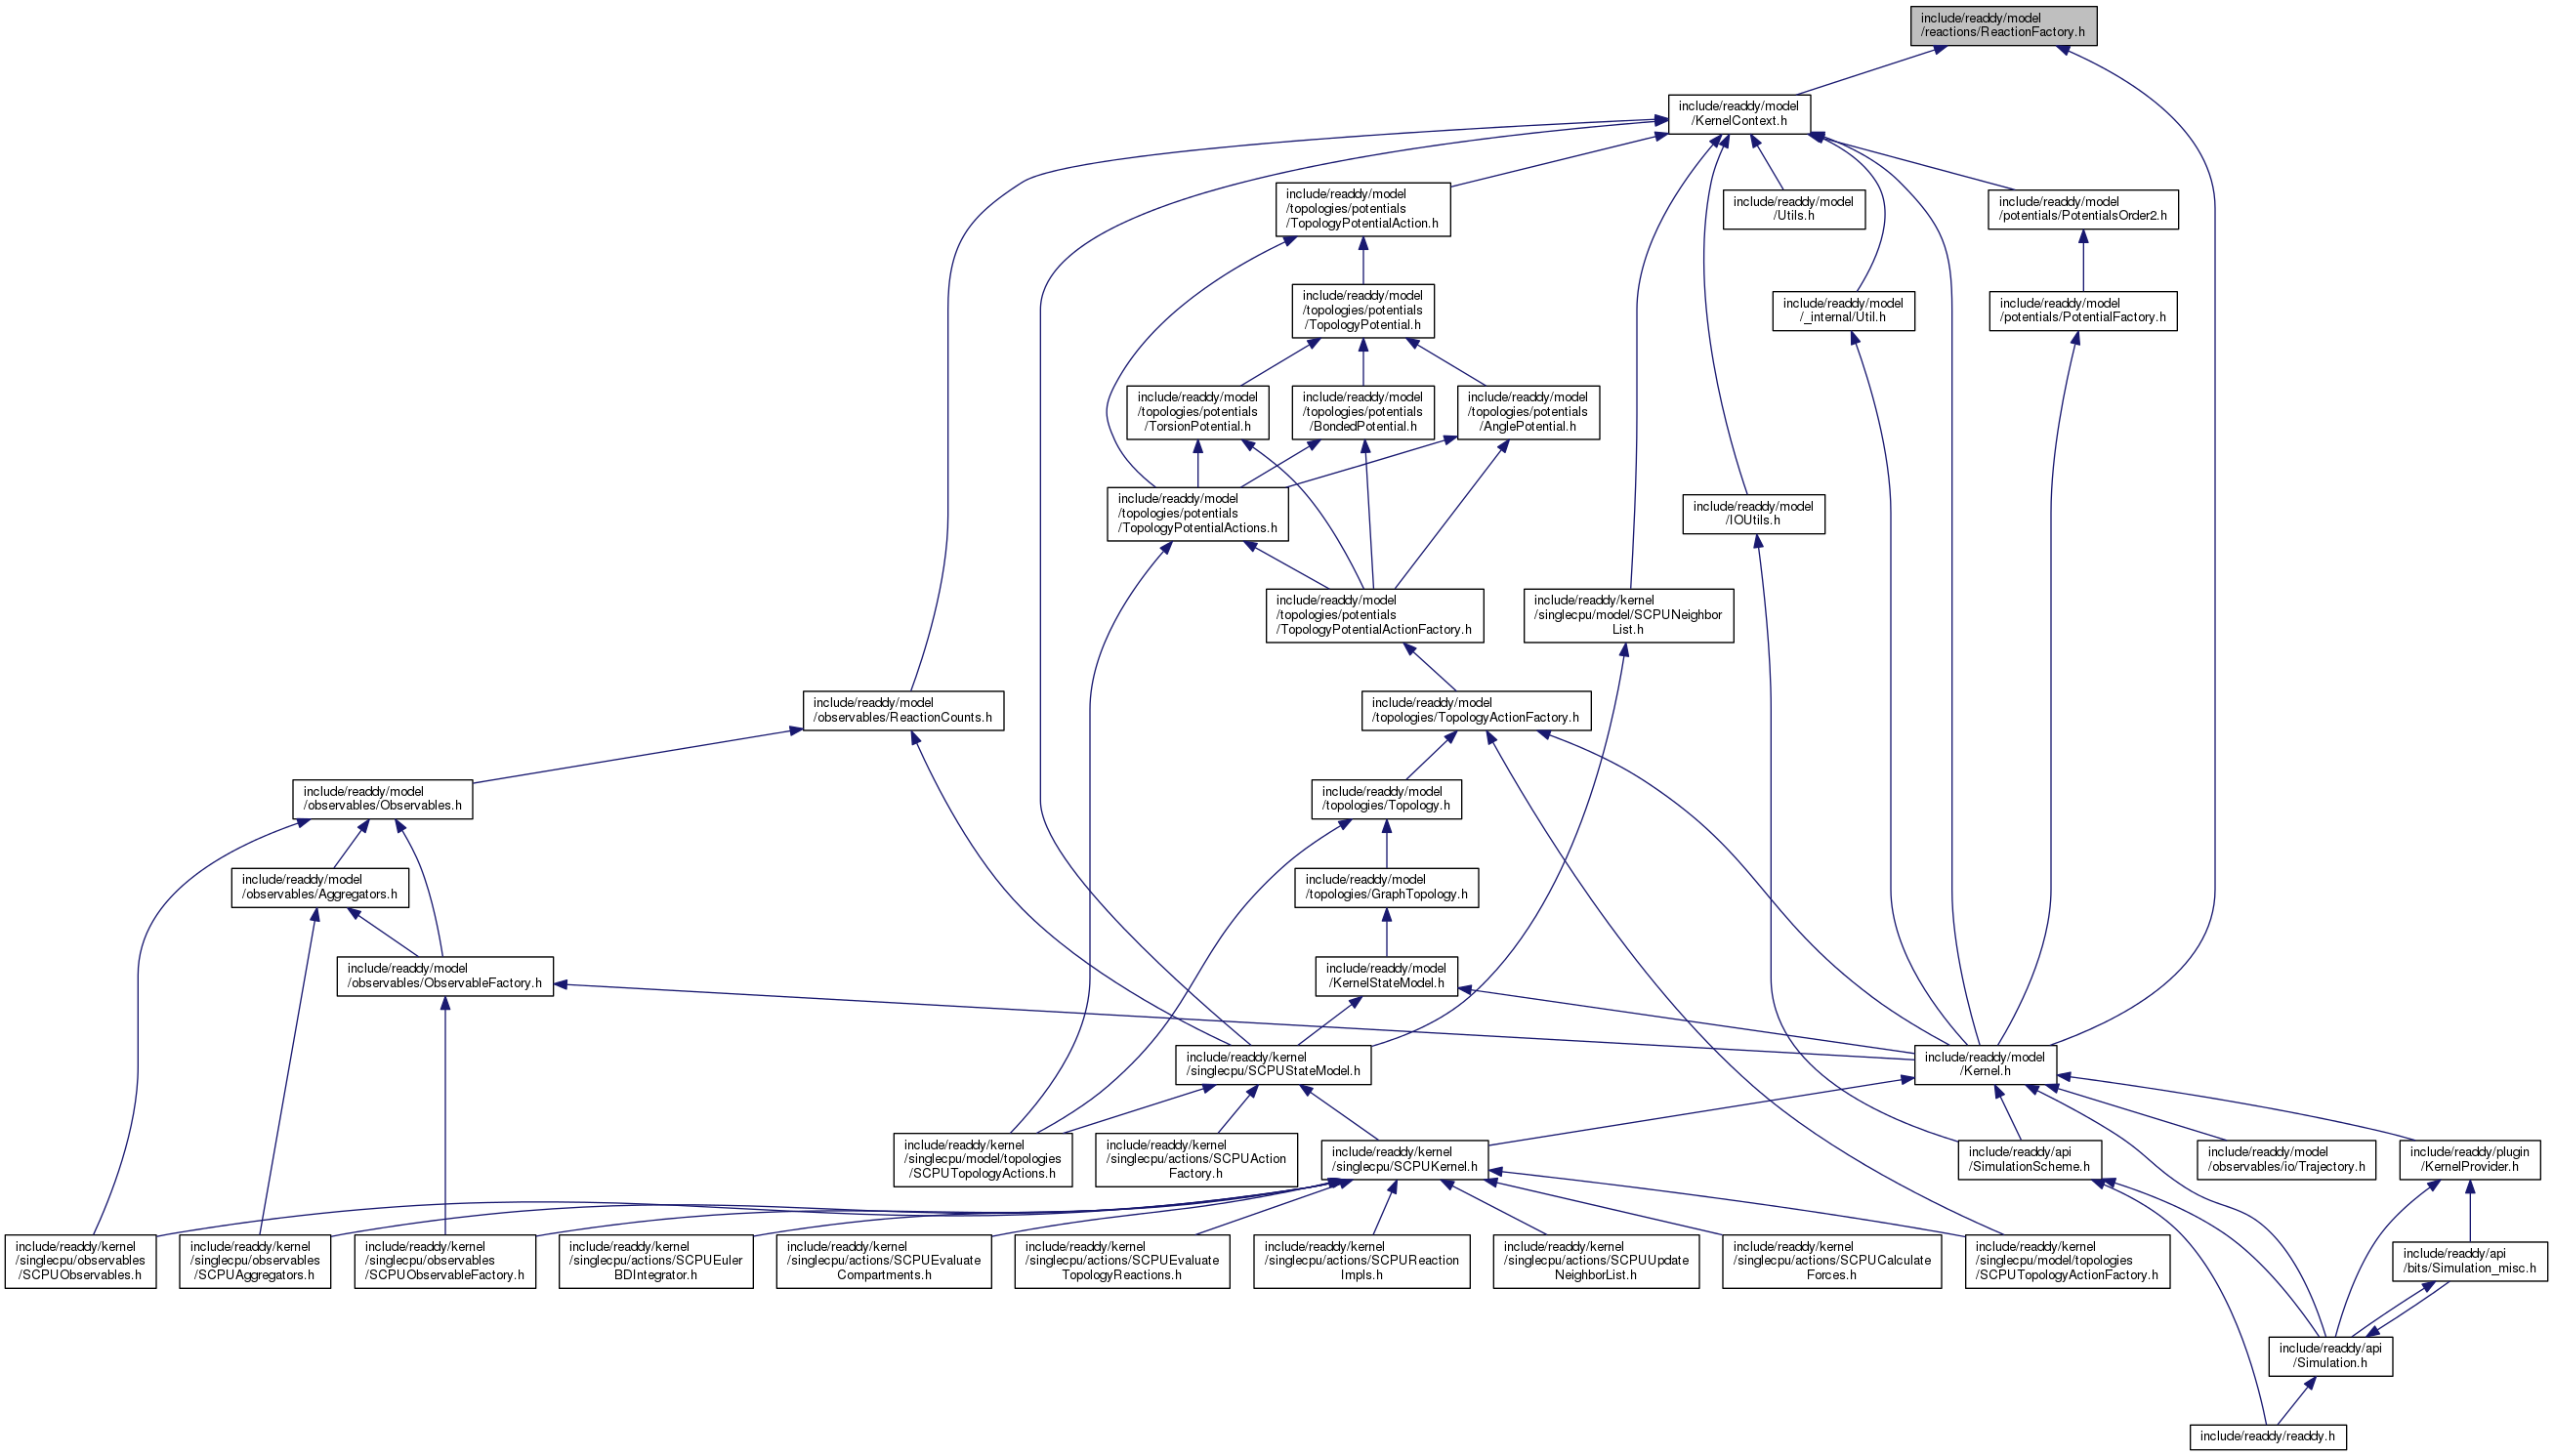 include/readdy/model
/reactions/ReactionFactory.h
include/readdy/model
/KernelContext.h
include/readdy/model
/topologies/potentials
/TopologyPotentialAction.h
include/readdy/model
/Utils.h
include/readdy/model
/potentials/PotentialsOrder2.h
include/readdy/model
/topologies/potentials
/TopologyPotential.h
include/readdy/model
/_internal/Util.h
include/readdy/model
/potentials/PotentialFactory.h
include/readdy/model
/topologies/potentials
/TorsionPotential.h
include/readdy/model
/topologies/potentials
/BondedPotential.h
include/readdy/model
/topologies/potentials
/AnglePotential.h
include/readdy/model
/topologies/potentials
/TopologyPotentialActions.h
include/readdy/model
/IOUtils.h
include/readdy/model
/topologies/potentials
/TopologyPotentialActionFactory.h
include/readdy/kernel
/singlecpu/model/SCPUNeighbor
List.h
include/readdy/model
/observables/ReactionCounts.h
include/readdy/model
/topologies/TopologyActionFactory.h
include/readdy/model
/observables/Observables.h
include/readdy/model
/topologies/Topology.h
include/readdy/model
/observables/Aggregators.h
include/readdy/model
/topologies/GraphTopology.h
include/readdy/model
/observables/ObservableFactory.h
include/readdy/model
/KernelStateModel.h
include/readdy/kernel
/singlecpu/SCPUStateModel.h
include/readdy/model
/Kernel.h
include/readdy/kernel
/singlecpu/model/topologies
/SCPUTopologyActions.h
include/readdy/kernel
/singlecpu/actions/SCPUAction
Factory.h
include/readdy/kernel
/singlecpu/SCPUKernel.h
include/readdy/api
/SimulationScheme.h
include/readdy/model
/observables/io/Trajectory.h
include/readdy/plugin
/KernelProvider.h
include/readdy/kernel
/singlecpu/observables
/SCPUObservables.h
include/readdy/kernel
/singlecpu/observables
/SCPUAggregators.h
include/readdy/kernel
/singlecpu/observables
/SCPUObservableFactory.h
include/readdy/kernel
/singlecpu/actions/SCPUEuler
BDIntegrator.h
include/readdy/kernel
/singlecpu/actions/SCPUEvaluate
Compartments.h
include/readdy/kernel
/singlecpu/actions/SCPUEvaluate
TopologyReactions.h
include/readdy/kernel
/singlecpu/actions/SCPUReaction
Impls.h
include/readdy/kernel
/singlecpu/actions/SCPUUpdate
NeighborList.h
include/readdy/kernel
/singlecpu/actions/SCPUCalculate
Forces.h
include/readdy/kernel
/singlecpu/model/topologies
/SCPUTopologyActionFactory.h
include/readdy/api
/bits/Simulation_misc.h
include/readdy/api
/Simulation.h
include/readdy/readdy.h